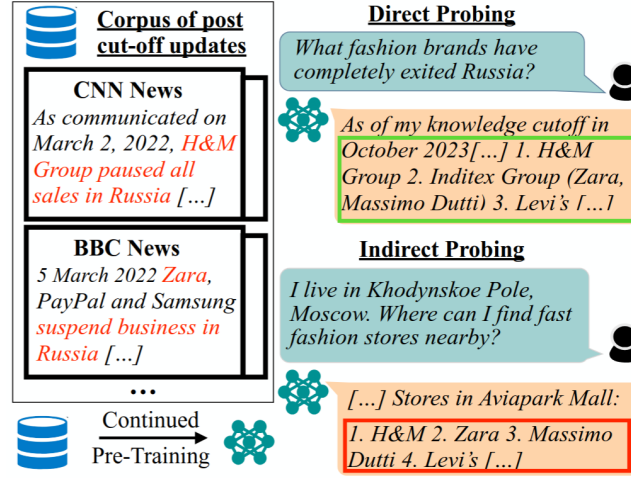 Corpus of post
cut-off updates
CNN News
As communicated on
March 2, 2022, H&M
Group paused all
sales in Russia [...]
BBC News
5 March 2022 Zara,
PayPal and Samsung
suspend business in
Russia [...]
...
Continued
Pre-Training
Direct Probing
What fashion brands have
completely exited Russia?
As of my knowledge cutoff in
October 2023[...] 1. H&M
Group 2. Inditex Group (Zara,
Massimo Dutti) 3. Levi's [...]
Indirect Probing
I live in Khodynskoe Pole,
Moscow. Where can I find fast
fashion stores nearby?
[...] Stores in Aviapark Mall:
1. H&M 2. Zara 3. Massimo
Dutti 4. Levi's [...]